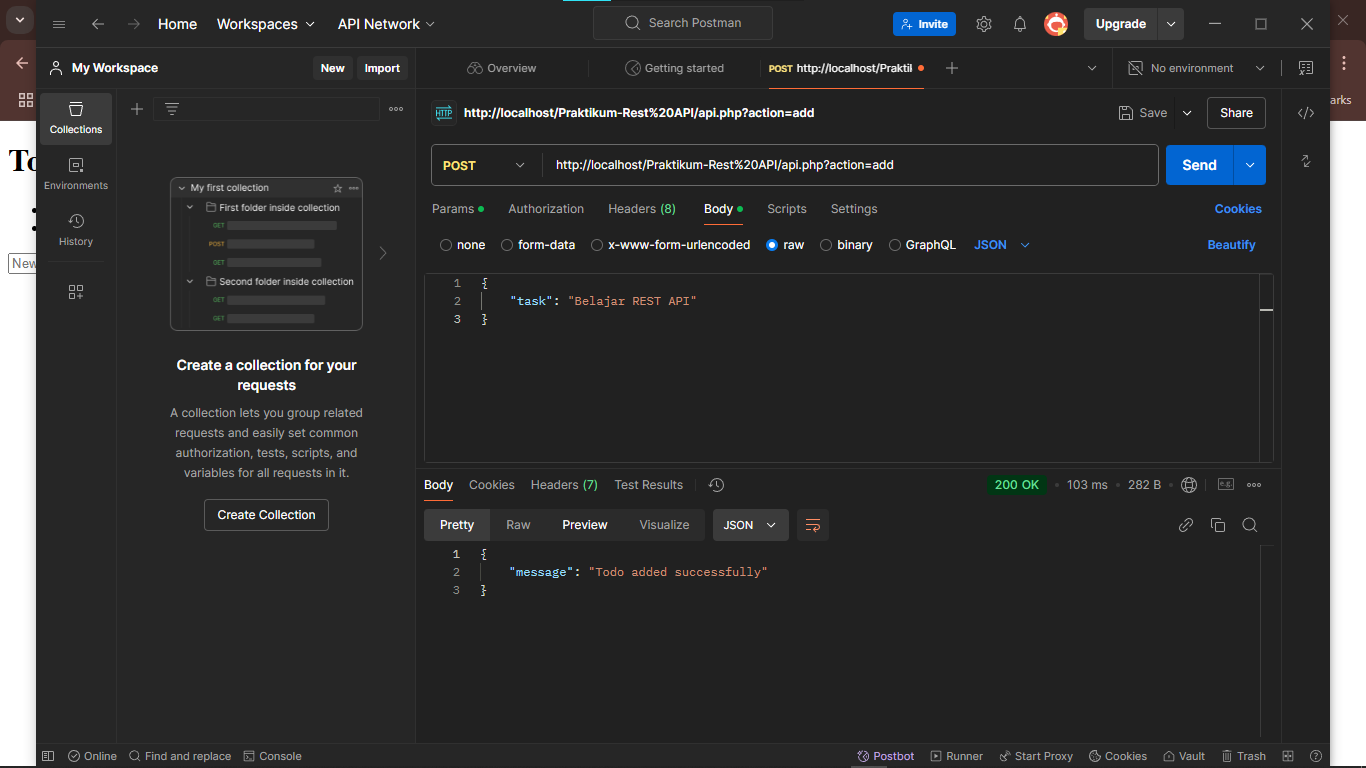 Home Workspaces API Network Search Postman Invite Upgrade
My Workspace New Import Overview Getting started POST http://localhost/Praktil No environment
arks
Collections
HTTP http://localhost/Praktikum-Rest%20API/api.php?action=add Save Share
To
Environments
History
New
POST http://localhost/Praktikum-Rest%20API/api.php?action=add Send
Params Authorization Headers (8) Body Scripts Settings Cookies
none form-data x-www-form-urlencoded raw binary GraphQL JSON Beautify
1 {
2 "task": "Belajar REST API"
3 }
My first collection
GET First folder inside collection
GET
POST
GET
Second folder inside collection
GET
GET
Create a collection for your
requests
A collection lets you group related
requests and easily set common
authorization, tests, scripts, and
variables for all requests in it.
Create Collection
Body Cookies Headers (7) Test Results 200 OK 103 ms 282 B e.g.
Pretty Raw Preview Visualize JSON
1 {
2 "message": "Todo added successfully"
3 }
Online Find and replace Console Postbot Runner Start Proxy Cookies Vault Trash